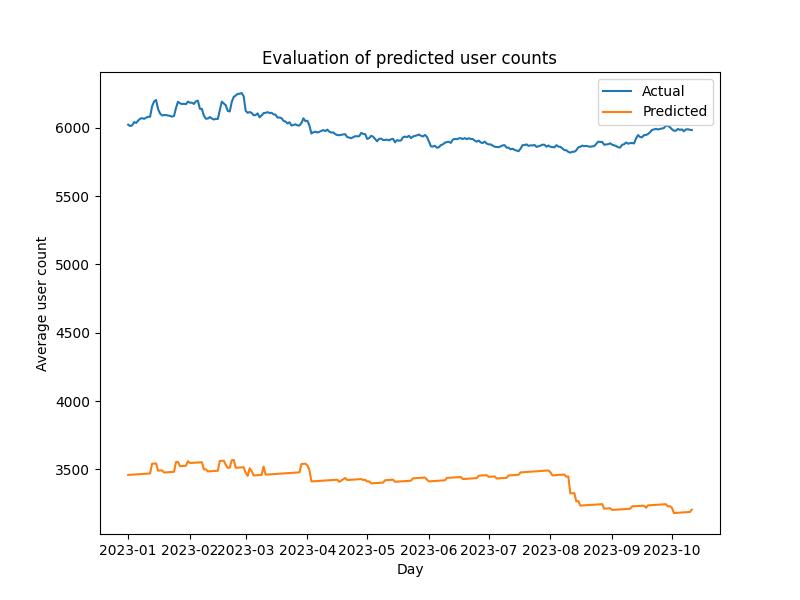 Evaluation of predicted user counts
Actual
Predicted
Average user count
6000
5500
5000
4500
4000
3500
2023-01 2023-02 2023-03 2023-04 2023-05 2023-06 2023-07 2023-08 2023-09 2023-10
Day